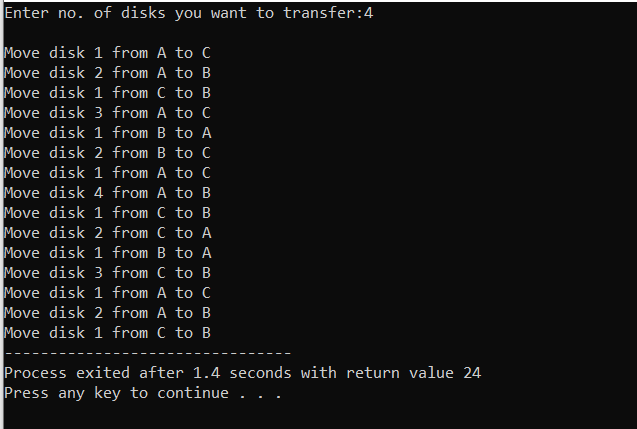 Enter no. of disks you want to transfer:4
Move disk 1 from A to C
Move disk 2 from A to B
Move disk 1 from C to B
Move disk 3 from A to C
Move disk 1 from B to A
Move disk 2 from B to C
Move disk 1 from A to C
Move disk 4 from A to B
Move disk 1 from C to B
Move disk 2 from C to A
Move disk 1 from B to A
Move disk 3 from C to B
Move disk 1 from A to C
Move disk 2 from A to B
Move disk 1 from C to B
--------------------------------
Process exited after 1.4 seconds with return value 24
Press any key to continue . . .